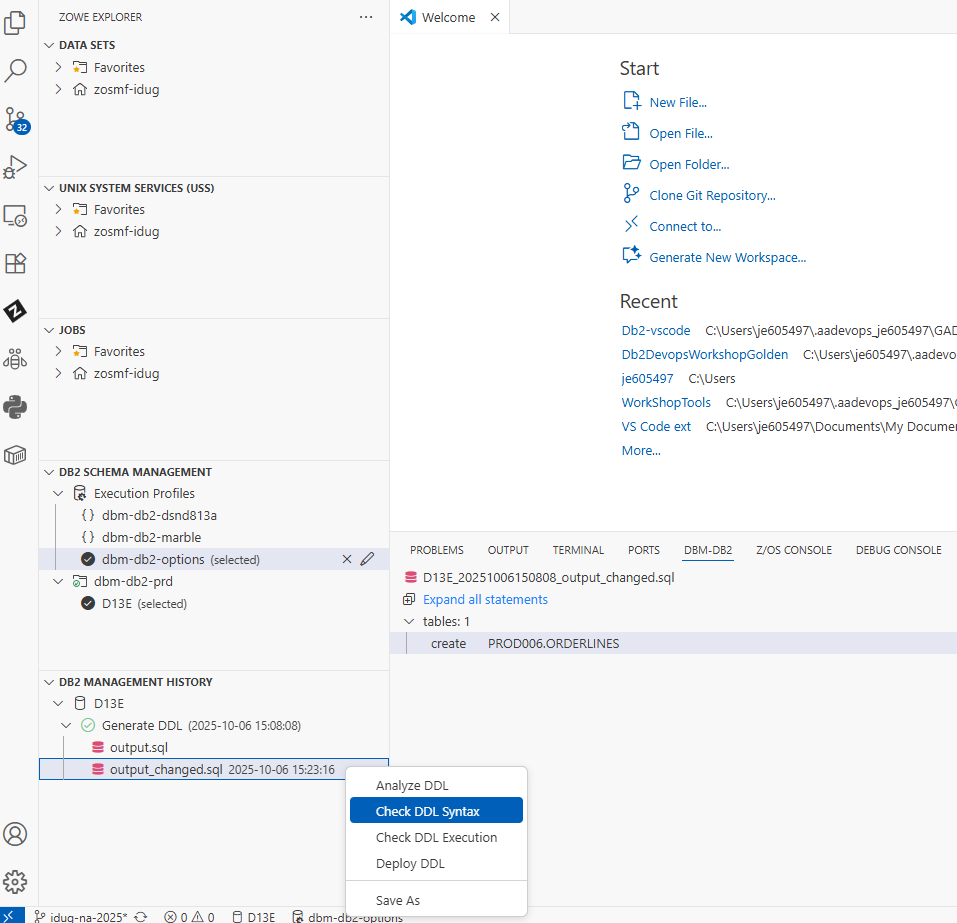 ZOWE EXPLORER
DATA SETS
Favorites
zosmf-idug
32
UNIX SYSTEM SERVICES (USS)
Favorites
zosmf-idug
JOBS
Favorites
zosmf-idug
DB2 SCHEMA MANAGEMENT
Execution Profiles
{} dbm-db2-dsnd813a
{} dbm-db2-marble
dbm-db2-options (selected)
dbm-db2-prd
D13E (selected)
DB2 MANAGEMENT HISTORY
D13E
Generate DDL (2025-10-06 15:08:08)
output.sql
output_changed.sql 2025-10-06 15:23:16
Welcome
Start
New File...
Open File...
Open Folder...
Clone Git Repository...
Connect to...
Generate New Workspace...
Recent
Db2-vscode C:\Users\je605497\.aadevops_je605497\GAD
Db2DevopsWorkshopGolden C:\Users\je605497\.aadevo
je605497 C:\Users
WorkShopTools C:\Users\je605497\.aadevops_je605497\
VS Code ext C:\Users\je605497\Documents\My Documen
More...
PROBLEMS OUTPUT TERMINAL PORTS DBM-DB2 Z/OS CONSOLE DEBUG CONSOLE
D13E_20251006150808_output_changed.sql
Expand all statements
tables: 1
create PROD006.ORDERLINES
Analyze DDL
Check DDL Syntax
Check DDL Execution
Deploy DDL
Save As
idug-na-2025* 0 0 D13E dbm-db2-options